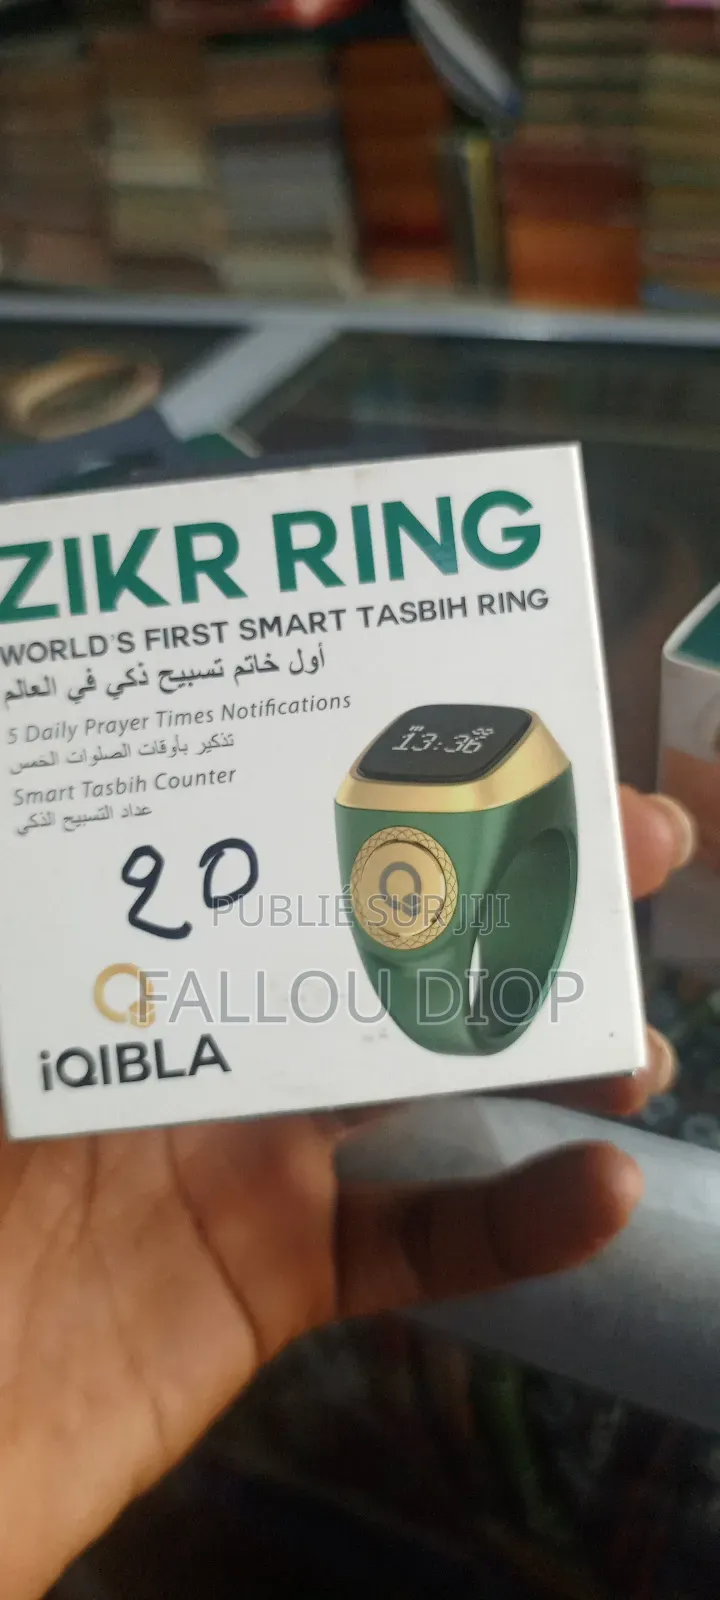 ZIKR RING
WORLD'S FIRST SMART TASBIH RING
أول خاتم تسبيح ذكي في العالم
5 Daily Prayer Times Notifications
تذكير بأوقات الصلوات الخمس
Smart Tasbih Counter
عداد التسبيح الذكي
13:36
20
Q
PUBLIÉ SUR JIJI
FALLOU DIOP
iQIBLA